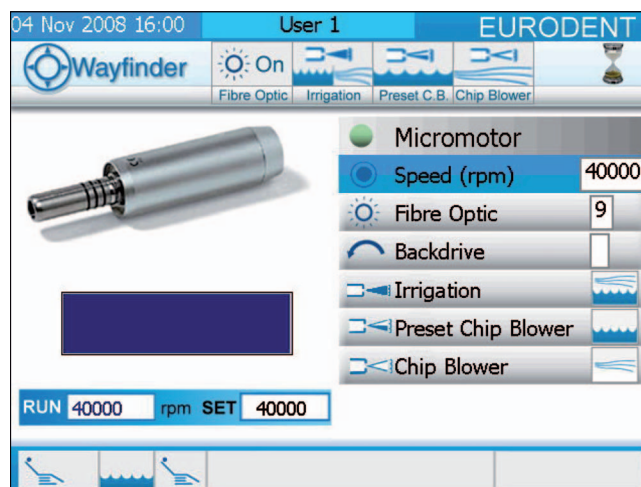 04 Nov 2008 16:00 User 1 EURODENT
Wayfinder On
Fibre Optic Irrigation Preset C.B. Chip Blower
Micromotor
Speed (rpm) 40000
Fibre Optic 9
Backdrive
Irrigation
Preset Chip Blower
Chip Blower
RUN 40000 rpm SET 40000